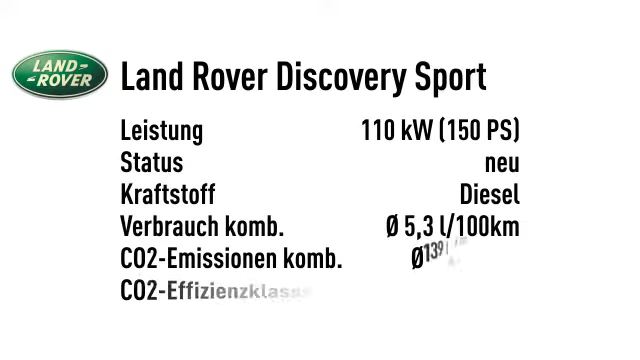 LAND-
-ROVER
Land Rover Discovery Sport
Leistung 110 kW (150 PS)
Status neu
Kraftstoff Diesel
Verbrauch komb. Ø 5,3 l/100km
CO2-Emissionen komb. Ø 139
CO2-Effizienzklass